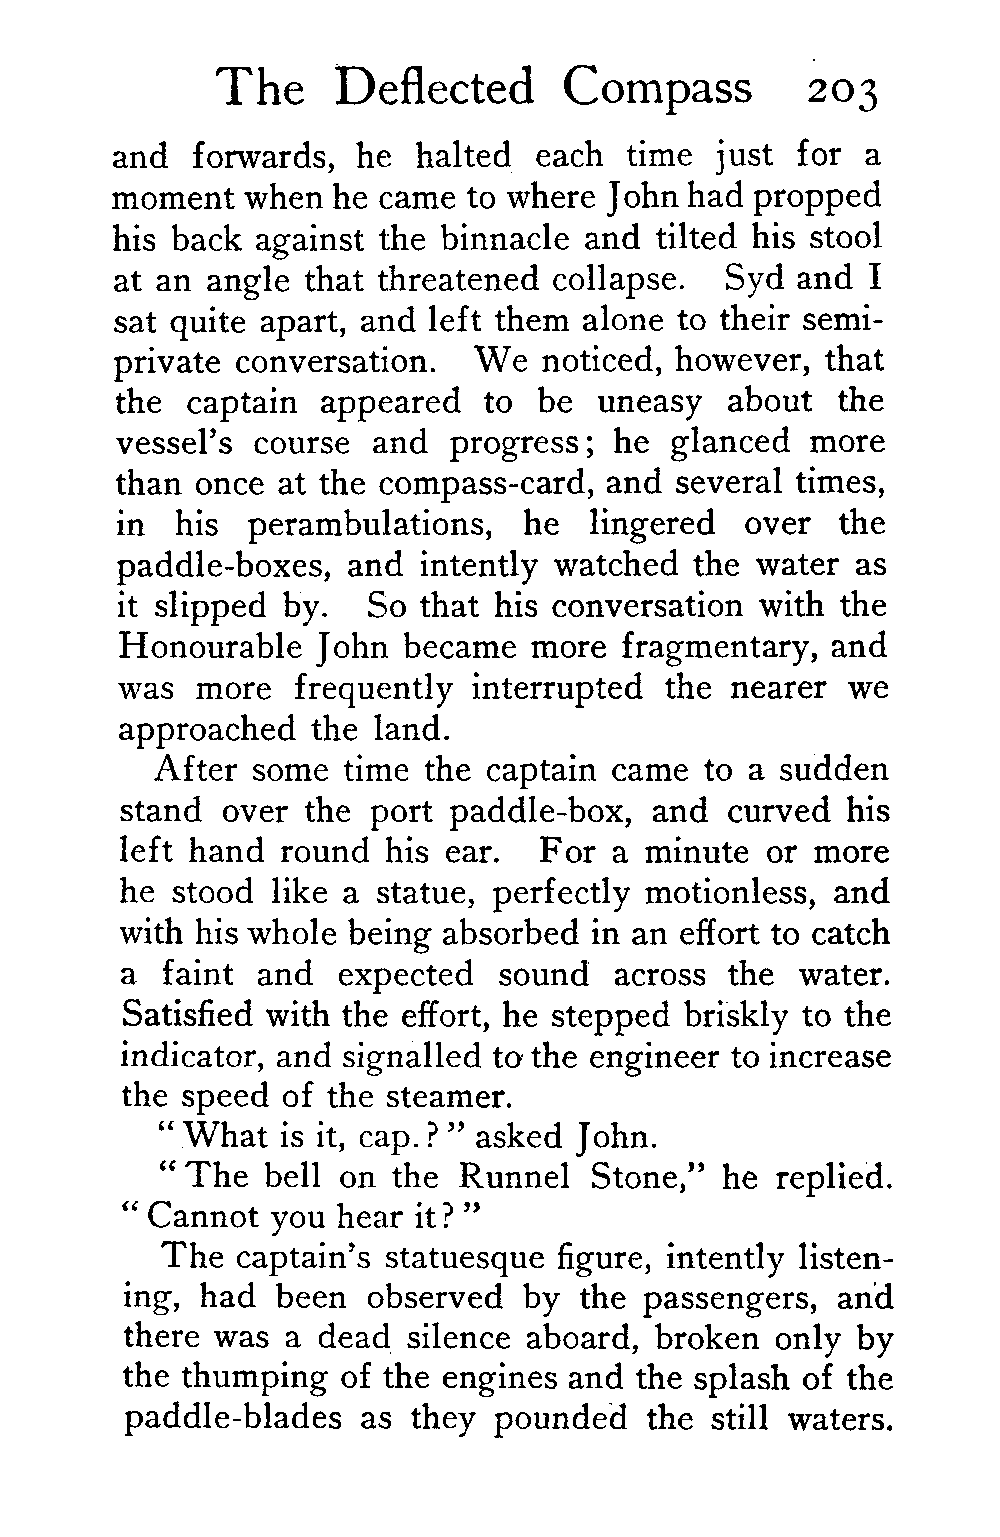 The Deflected Compass 203
and forwards, he halted each time just for a
moment when he came to where John had propped
his back against the binnacle and tilted his stool
at an angle that threatened collapse. Syd and I
sat quite apart, and left them alone to their semi-
private conversation. We noticed, however, that
the captain appeared to be uneasy about the
vessel's course and progress; he glanced more
than once at the compass-card, and several times,
in his perambulations, he lingered over the
paddle-boxes, and intently watched the water as
it slipped by. So that his conversation with the
Honourable John became more fragmentary, and
was more frequently interrupted the nearer we
approached the land.
After some time the captain came to a sudden
stand over the port paddle-box, and curved his
left hand round his ear. For a minute or more
he stood like a statue, perfectly motionless, and
with his whole being absorbed in an effort to catch
a faint and expected sound across the water.
Satisfied with the effort, he stepped briskly to the
indicator, and signalled to the engineer to increase
the speed of the steamer.
"What is it, cap.?" asked John.
"The bell on the Runnel Stone," he replied.
"Cannot you hear it?"
The captain's statuesque figure, intently listen-
ing, had been observed by the passengers, and
there was a dead silence aboard, broken only by
the thumping of the engines and the splash of the
paddle-blades as they pounded the still waters.